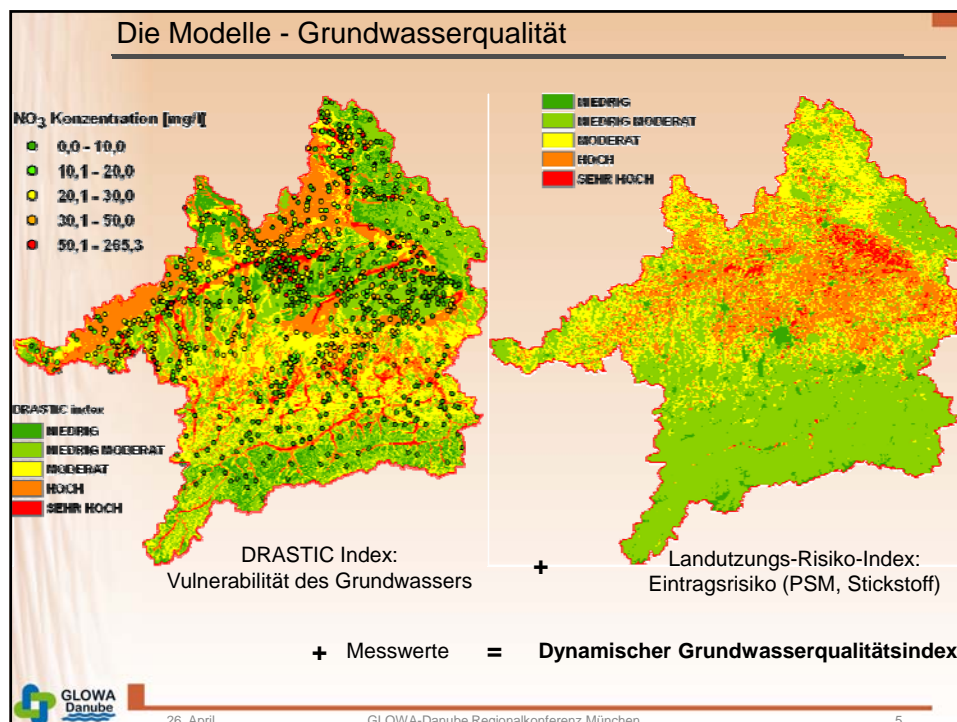 Die Modelle - Grundwasserqualität
NO3 Konzentration [mg/l]
0,0 - 10,0
10,1 - 20,0
20,1 - 30,0
30,1 - 50,0
50,1 - 265,3
NIEDRIG
NIEDRIG MODERAT
MODERAT
HOCH
SEHR HOCH
DRASTIC index
NIEDRIG
NIEDRIG MODERAT
MODERAT
HOCH
SEHR HOCH
DRASTIC Index:
Vulnerabilität des Grundwassers
+
Landutzungs-Risiko-Index:
Eintragsrisiko (PSM, Stickstoff)
+ Messwerte = Dynamischer Grundwasserqualitätsindex
GLOWA
Danube
26. April GLOWA-Danube Regionalkonferenz München 5